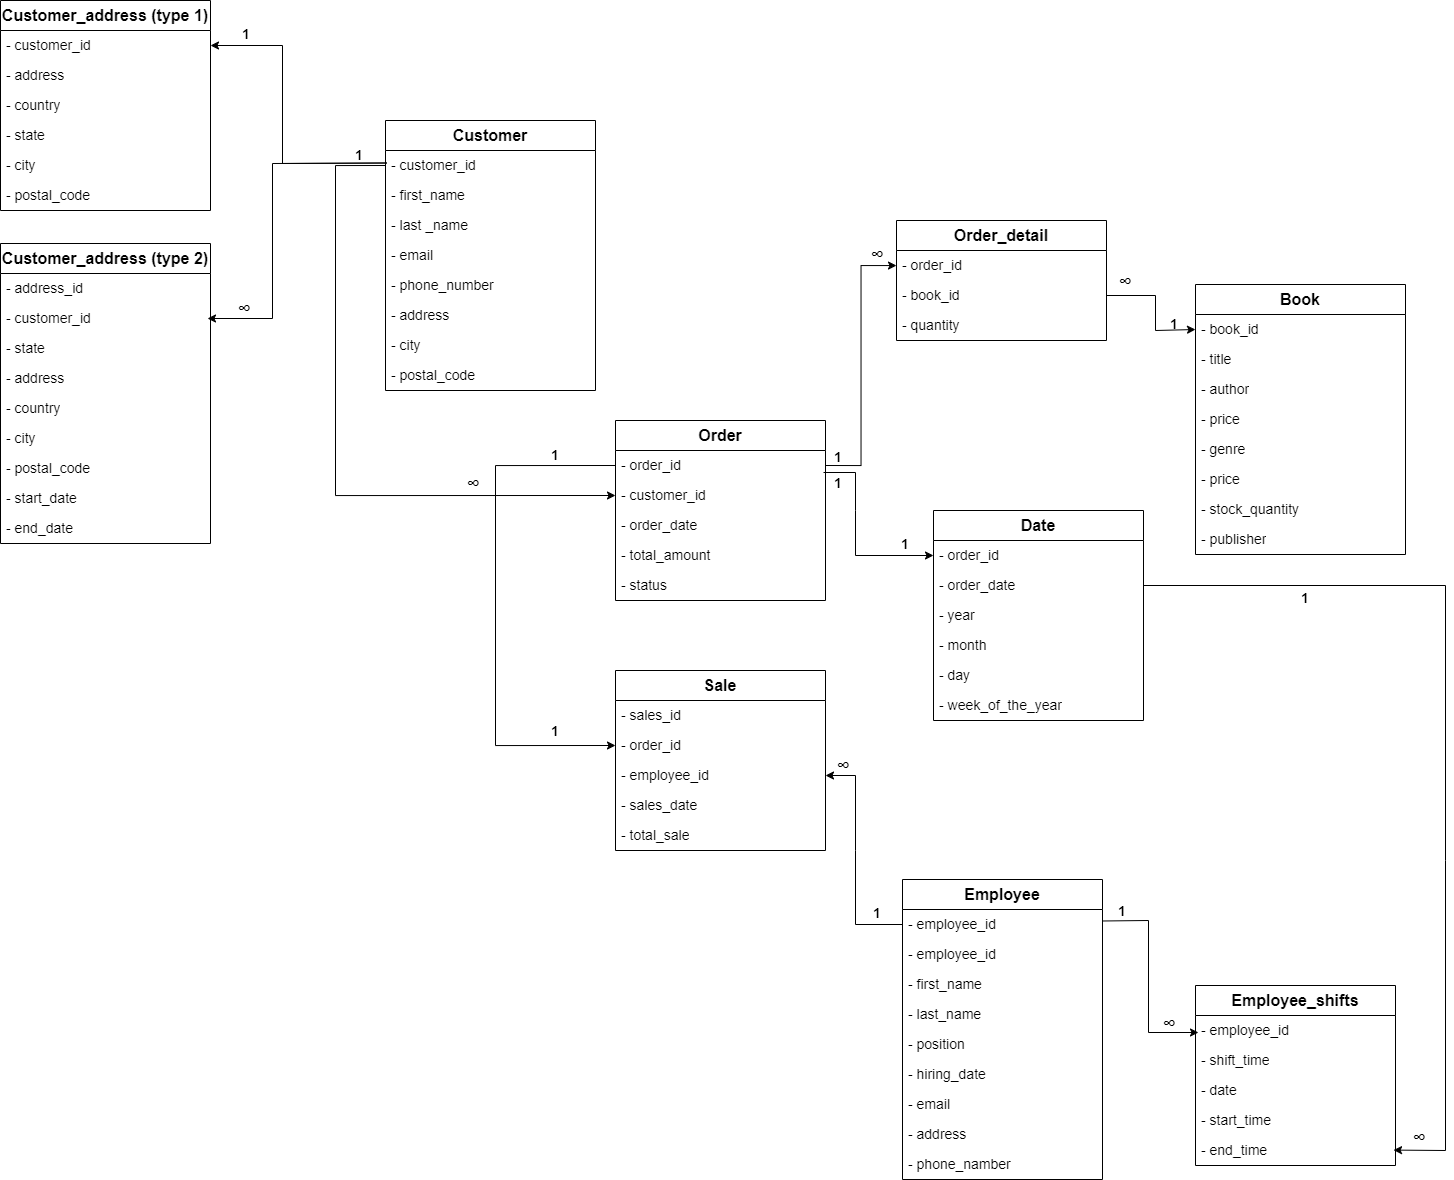 Customer_address (type 1)
- customer_id
- address
- country
- state
- city
- postal_code
1
Customer_address (type 2)
- address_id
- customer_id
- state
- address
- country
- city
- postal_code
- start_date
- end_date
∞
1
Customer
- customer_id
- first_name
- last _name
- email
- phone_number
- address
- city
- postal_code
Order_detail
- order_id
- book_id
- quantity
∞
∞
1
Book
- book_id
- title
- author
- price
- genre
- price
- stock_quantity
- publisher
Order
- order_id
- customer_id
- order_date
- total_amount
- status
1
∞
1
1
1
Date
- order_id
- order_date
- year
- month
- day
- week_of_the_year
1
Sale
- sales_id
- order_id
- employee_id
- sales_date
- total_sale
1
∞
1
Employee
- employee_id
- employee_id
- first_name
- last_name
- position
- hiring_date
- email
- address
- phone_namber
1
∞
Employee_shifts
- employee_id
- shift_time
- date
- start_time
- end_time
∞